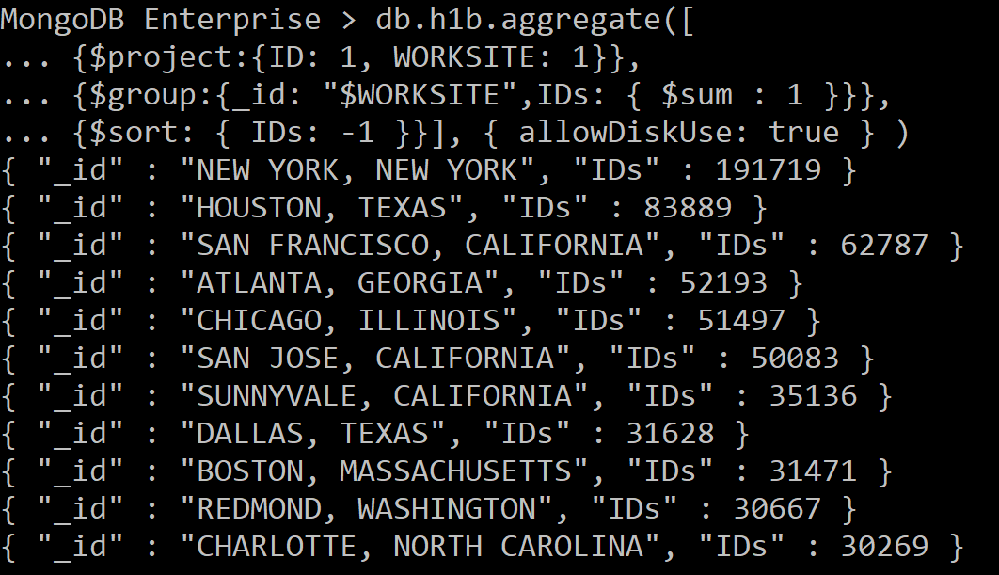 MongoDB Enterprise > db.h1b.aggregate([
... {$project:{ID: 1, WORKSITE: 1}},
... {$group:{_id: "$WORKSITE",IDs: { $sum : 1 }}},
... {$sort: { IDs: -1 }}], { allowDiskUse: true } )
{ "_id" : "NEW YORK, NEW YORK", "IDs" : 191719 }
{ "_id" : "HOUSTON, TEXAS", "IDs" : 83889 }
{ "_id" : "SAN FRANCISCO, CALIFORNIA", "IDs" : 62787 }
{ "_id" : "ATLANTA, GEORGIA", "IDs" : 52193 }
{ "_id" : "CHICAGO, ILLINOIS", "IDs" : 51497 }
{ "_id" : "SAN JOSE, CALIFORNIA", "IDs" : 50083 }
{ "_id" : "SUNNYVALE, CALIFORNIA", "IDs" : 35136 }
{ "_id" : "DALLAS, TEXAS", "IDs" : 31628 }
{ "_id" : "BOSTON, MASSACHUSETTS", "IDs" : 31471 }
{ "_id" : "REDMOND, WASHINGTON", "IDs" : 30667 }
{ "_id" : "CHARLOTTE, NORTH CAROLINA", "IDs" : 30269 }